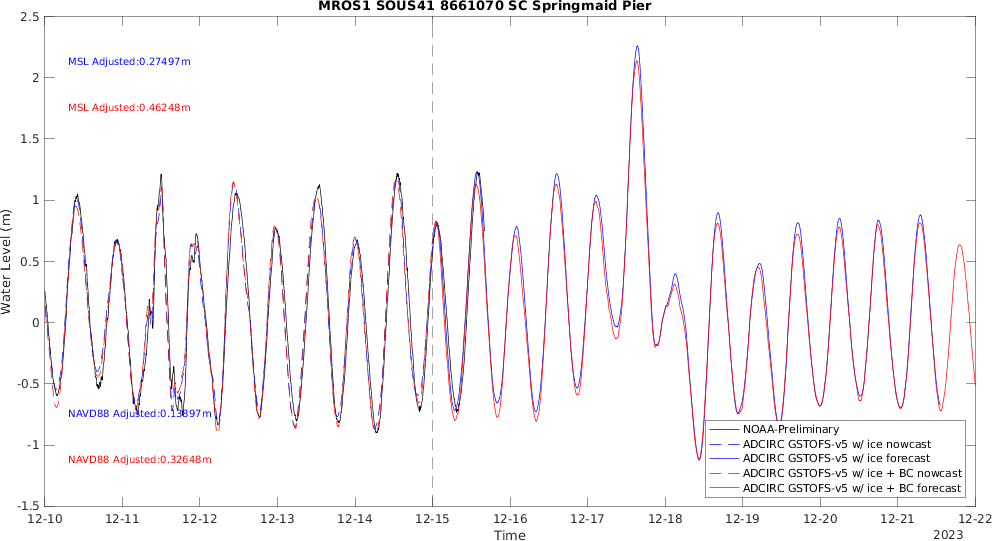 MROS1 SOUS41 8661070 SC Springmaid Pier
2.5
2
1.5
1
0.5
0
-0.5
-1
-1.5
Water Level (m)
MSL Adjusted:0.27497m
MSL Adjusted:0.46248m
NAVD88 Adjusted:0.13897m
NAVD88 Adjusted:0.32648m
NOAA-Preliminary
ADCIRC GSTOFS-v5 w/ ice nowcast
ADCIRC GSTOFS-v5 w/ ice forecast
ADCIRC GSTOFS-v5 w/ ice + BC nowcast
ADCIRC GSTOFS-v5 w/ ice + BC forecast
12-10 12-11 12-12 12-13 12-14 12-15 12-16 12-17 12-18 12-19 12-20 12-21 12-22
Time
2023